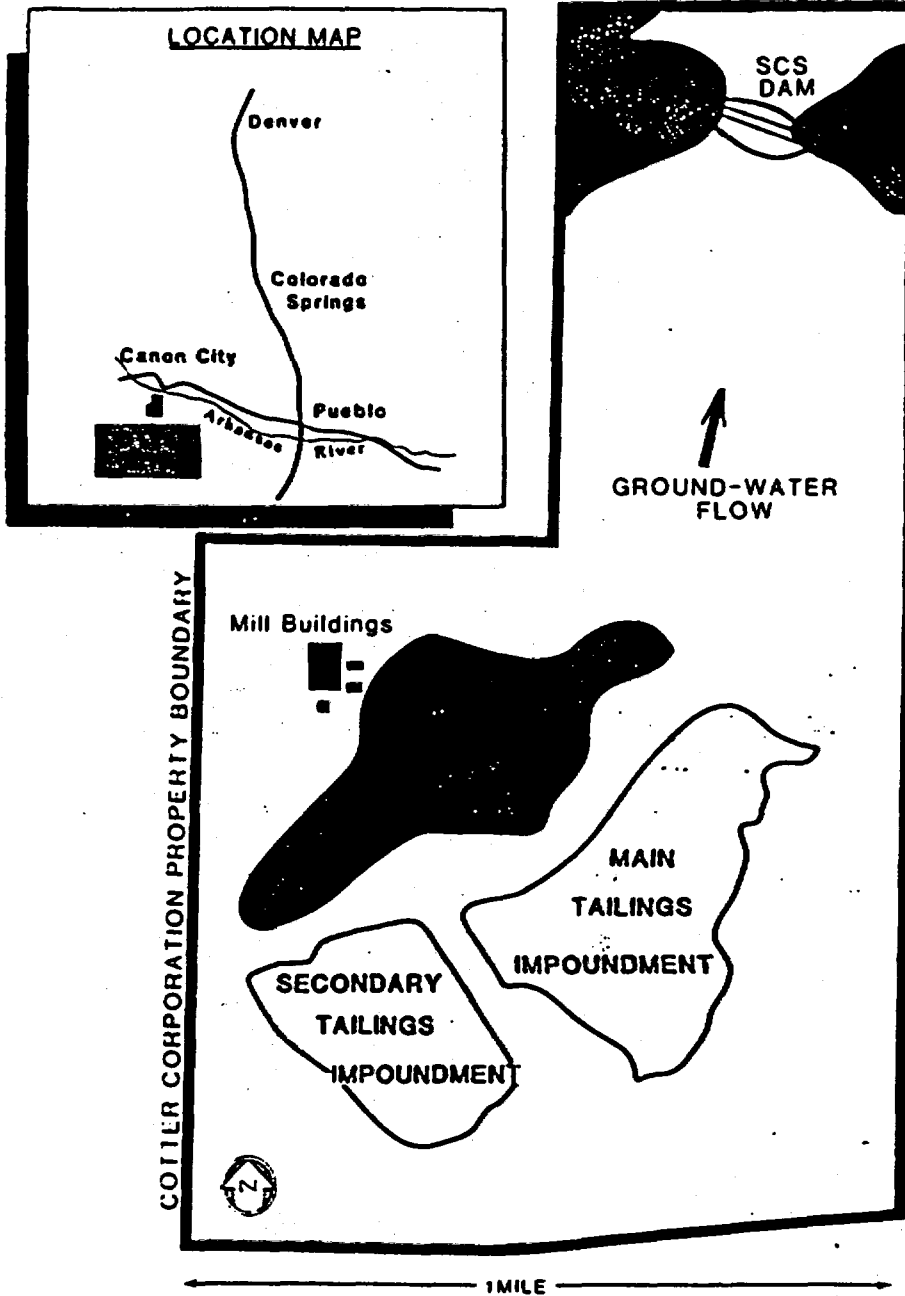 LOCATION MAP
Denver
Colorado
Springs
Canon City
Pueblo
Arkansas
River
SCS
DAM
GROUND-WATER
FLOW
Mill Buildings
COTTER CORPORATION PROPERTY BOUNDARY
MAIN
TAILINGS
IMPOUNDMENT
SECONDARY
TAILINGS
IMPOUNDMENT
N
1 MILE